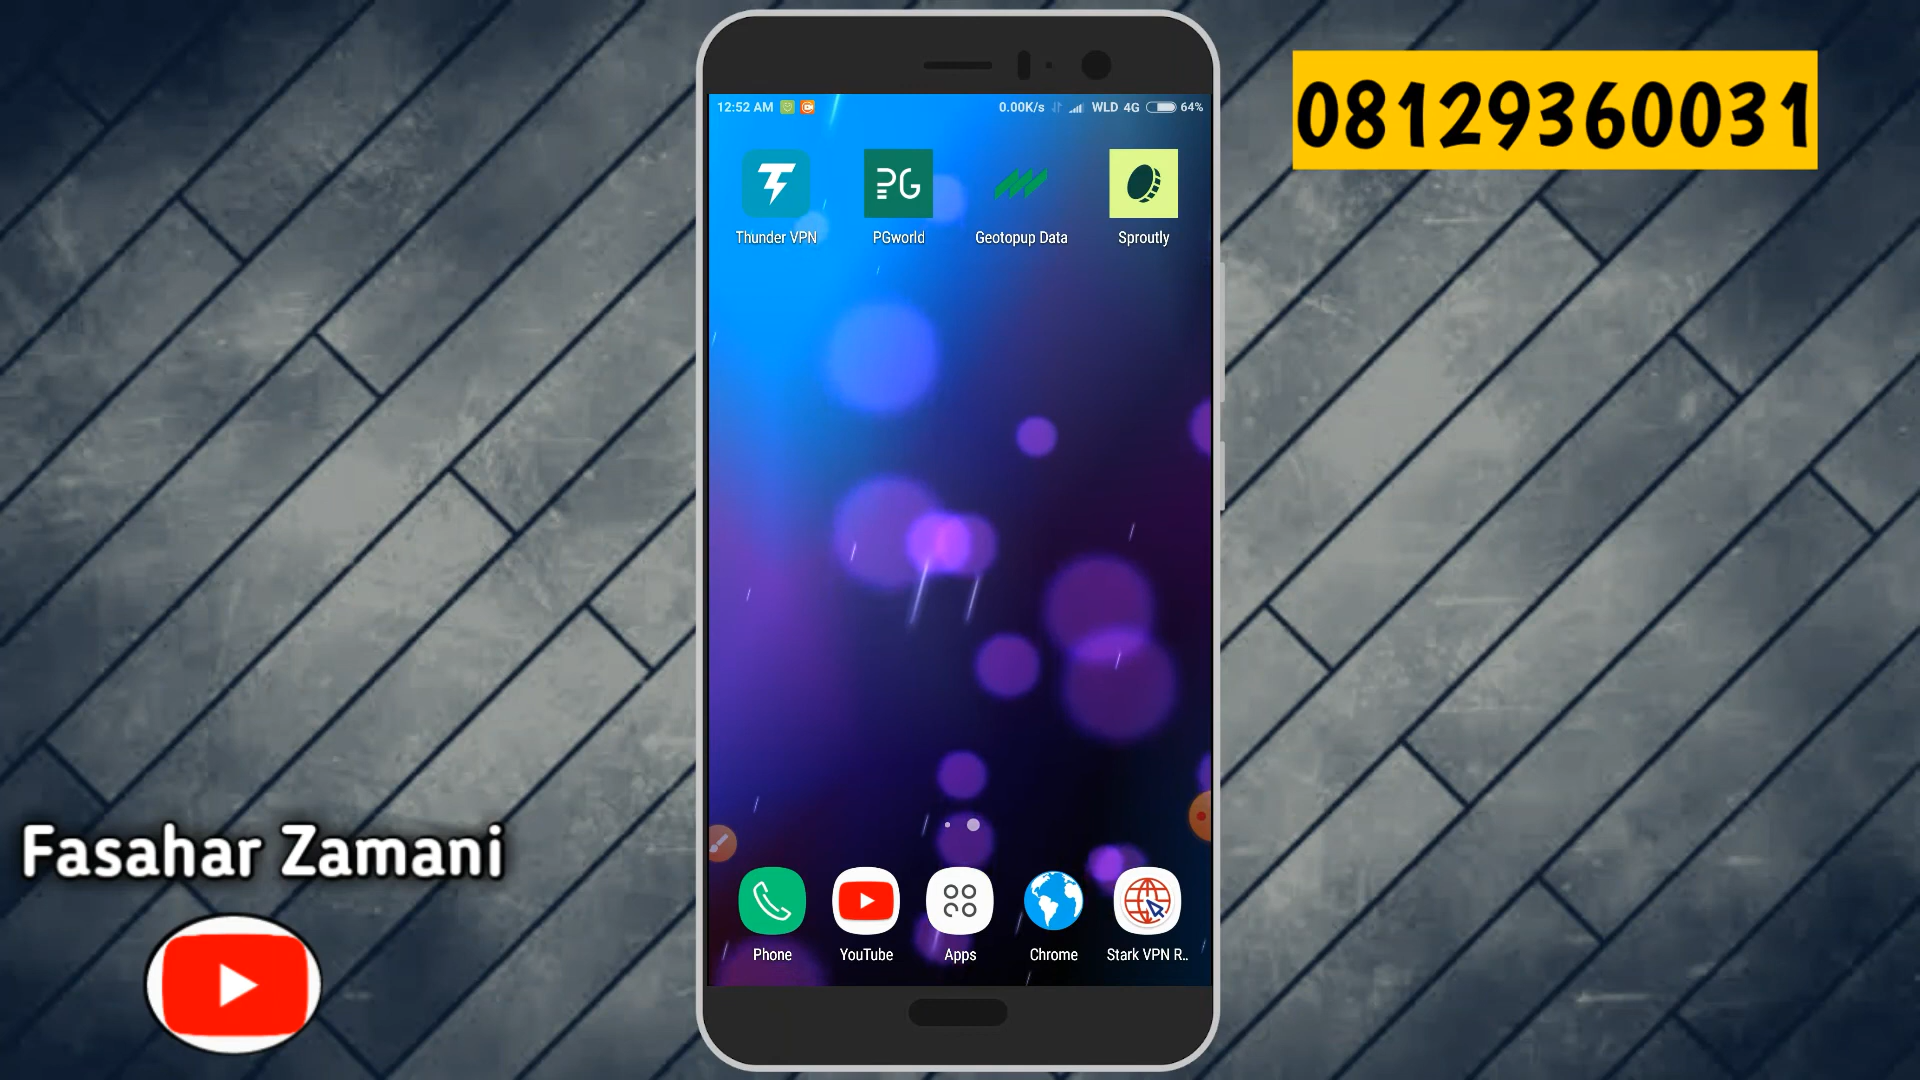 08129360031
12:52 AM 0.00K/s WLD 4G 64%
PG
Thunder VPN PGworld Geotopup Data Sproutly
Fasahar Zamani
Phone YouTube Apps Chrome Stark VPN R..